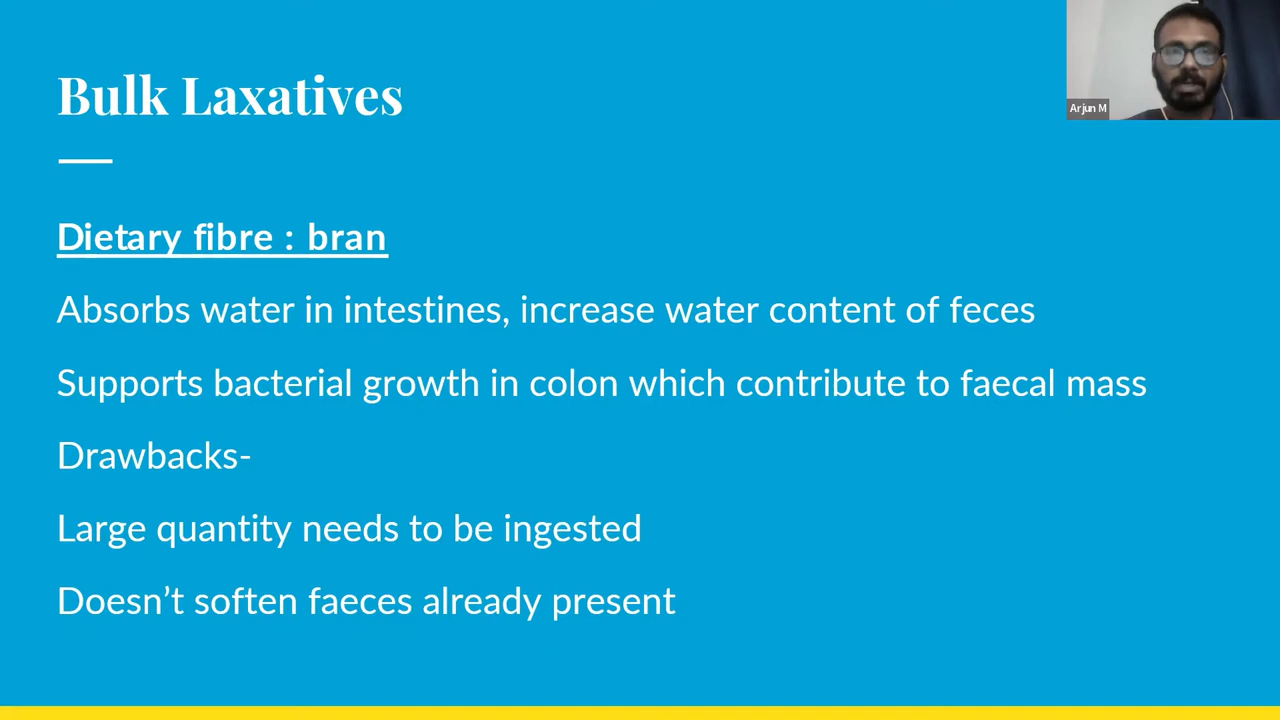 Bulk Laxatives
Arjun M
Dietary fibre : bran
Absorbs water in intestines, increase water content of feces
Supports bacterial growth in colon which contribute to faecal mass
Drawbacks-
Large quantity needs to be ingested
Doesn’t soften faeces already present